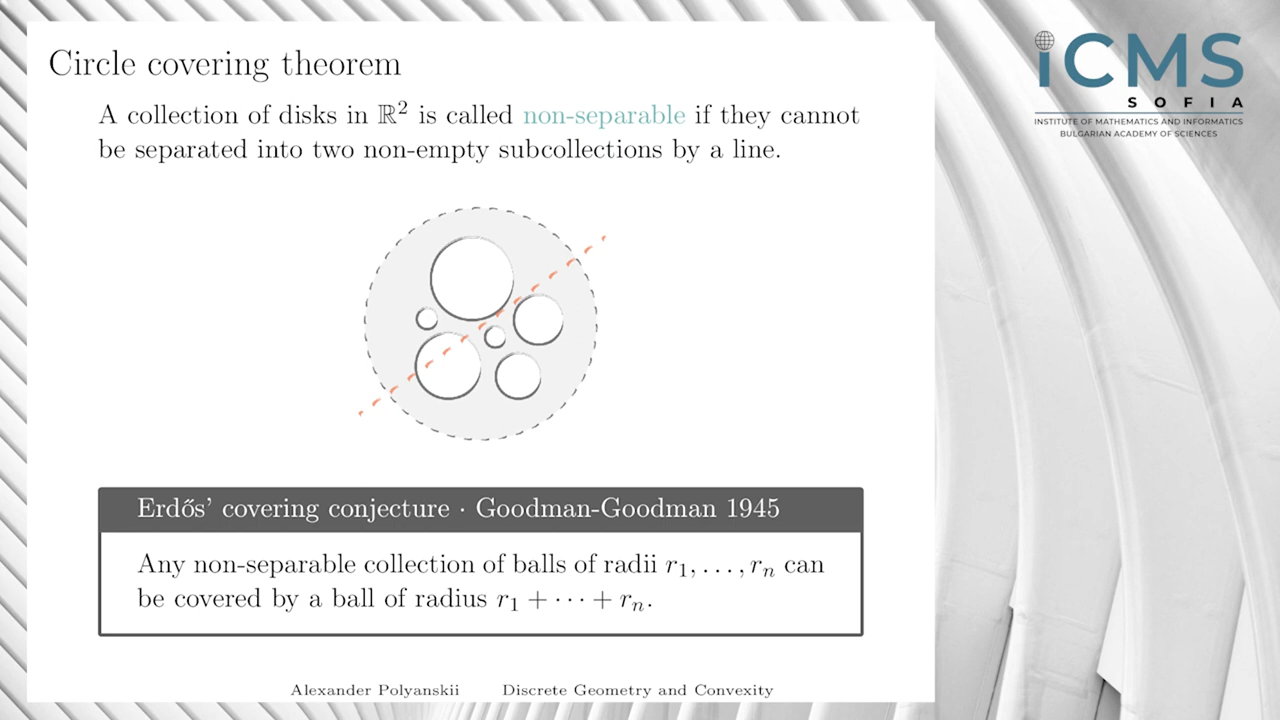 Circle covering theorem
A collection of disks in ℝ² is called non-separable if they cannot
be separated into two non-empty subcollections by a line.
Erdős' covering conjecture · Goodman-Goodman 1945
Any non-separable collection of balls of radii r₁, . . . , rₙ can
be covered by a ball of radius r₁ + · · · + rₙ.
Alexander Polyanskii Discrete Geometry and Convexity
iCMS
SOFIA
INSTITUTE OF MATHEMATICS AND INFORMATICS
BULGARIAN ACADEMY OF SCIENCES